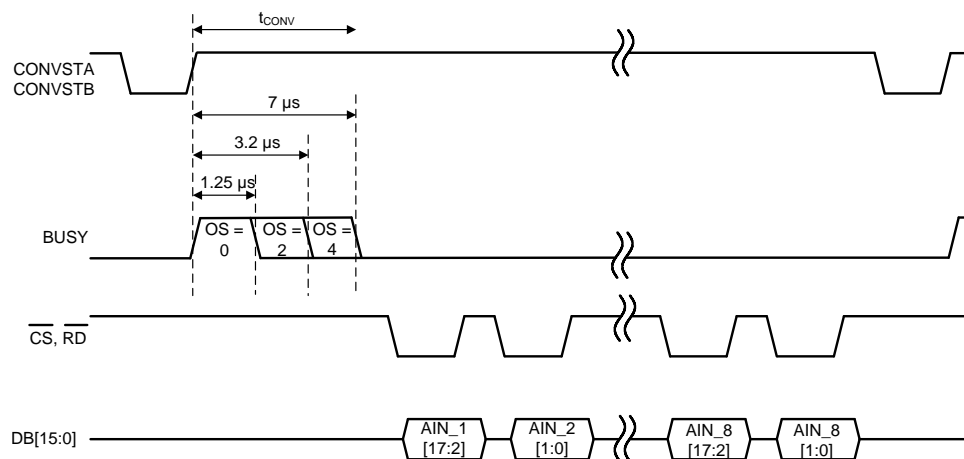 tCONV
CONVSTA
CONVSTB
7 µs
3.2 µs
1.25 µs
BUSY
OS =
0
OS =
2
OS =
4
CS, RD
DB[15:0]
AIN_1
[17:2]
AIN_2
[1:0]
AIN_8
[17:2]
AIN_8
[1:0]